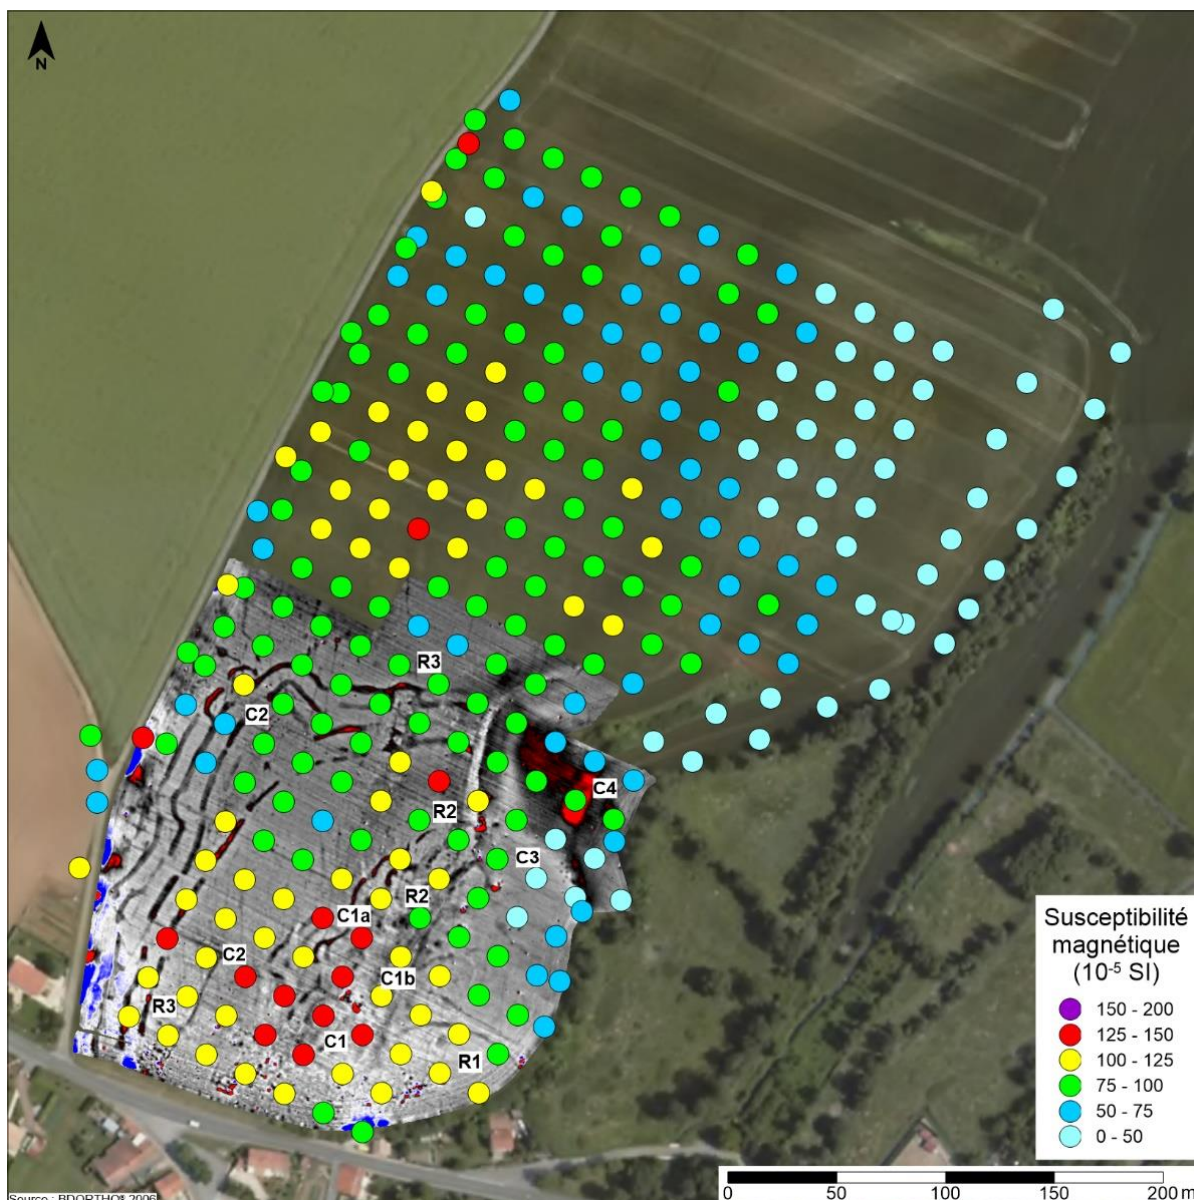 N
R3
C2
C4
R2
C3
R2
C1a
C2
C1b
R3
C1
R1
Susceptibilité
magnétique
(10-5 SI)
150 - 200
125 - 150
100 - 125
75 - 100
50 - 75
0 - 50
0 50 100 150 200 m
Source : BDORTHO® 2006